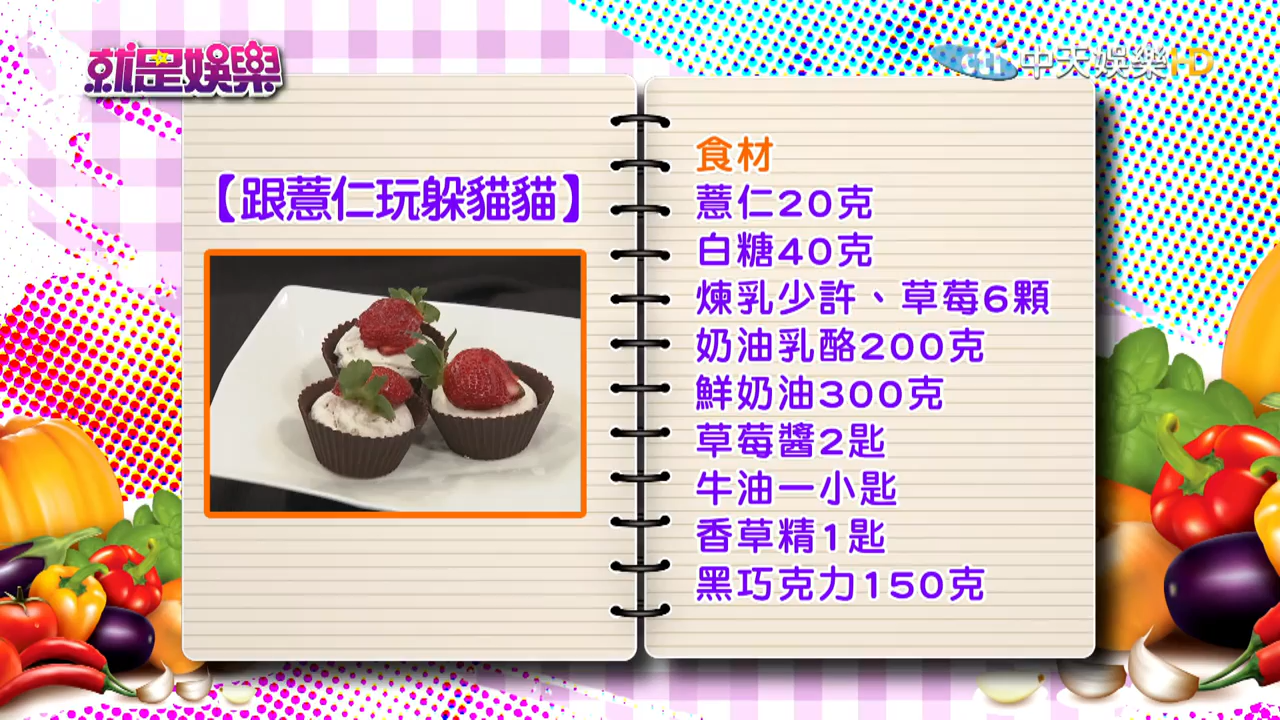 就是娛樂
cti中天娛樂HD
【跟薏仁玩躲貓貓】
食材
薏仁20克
白糖40克
煉乳少許、草莓6顆
奶油乳酪200克
鮮奶油300克
草莓醬2匙
牛油一小匙
香草精1匙
黑巧克力150克